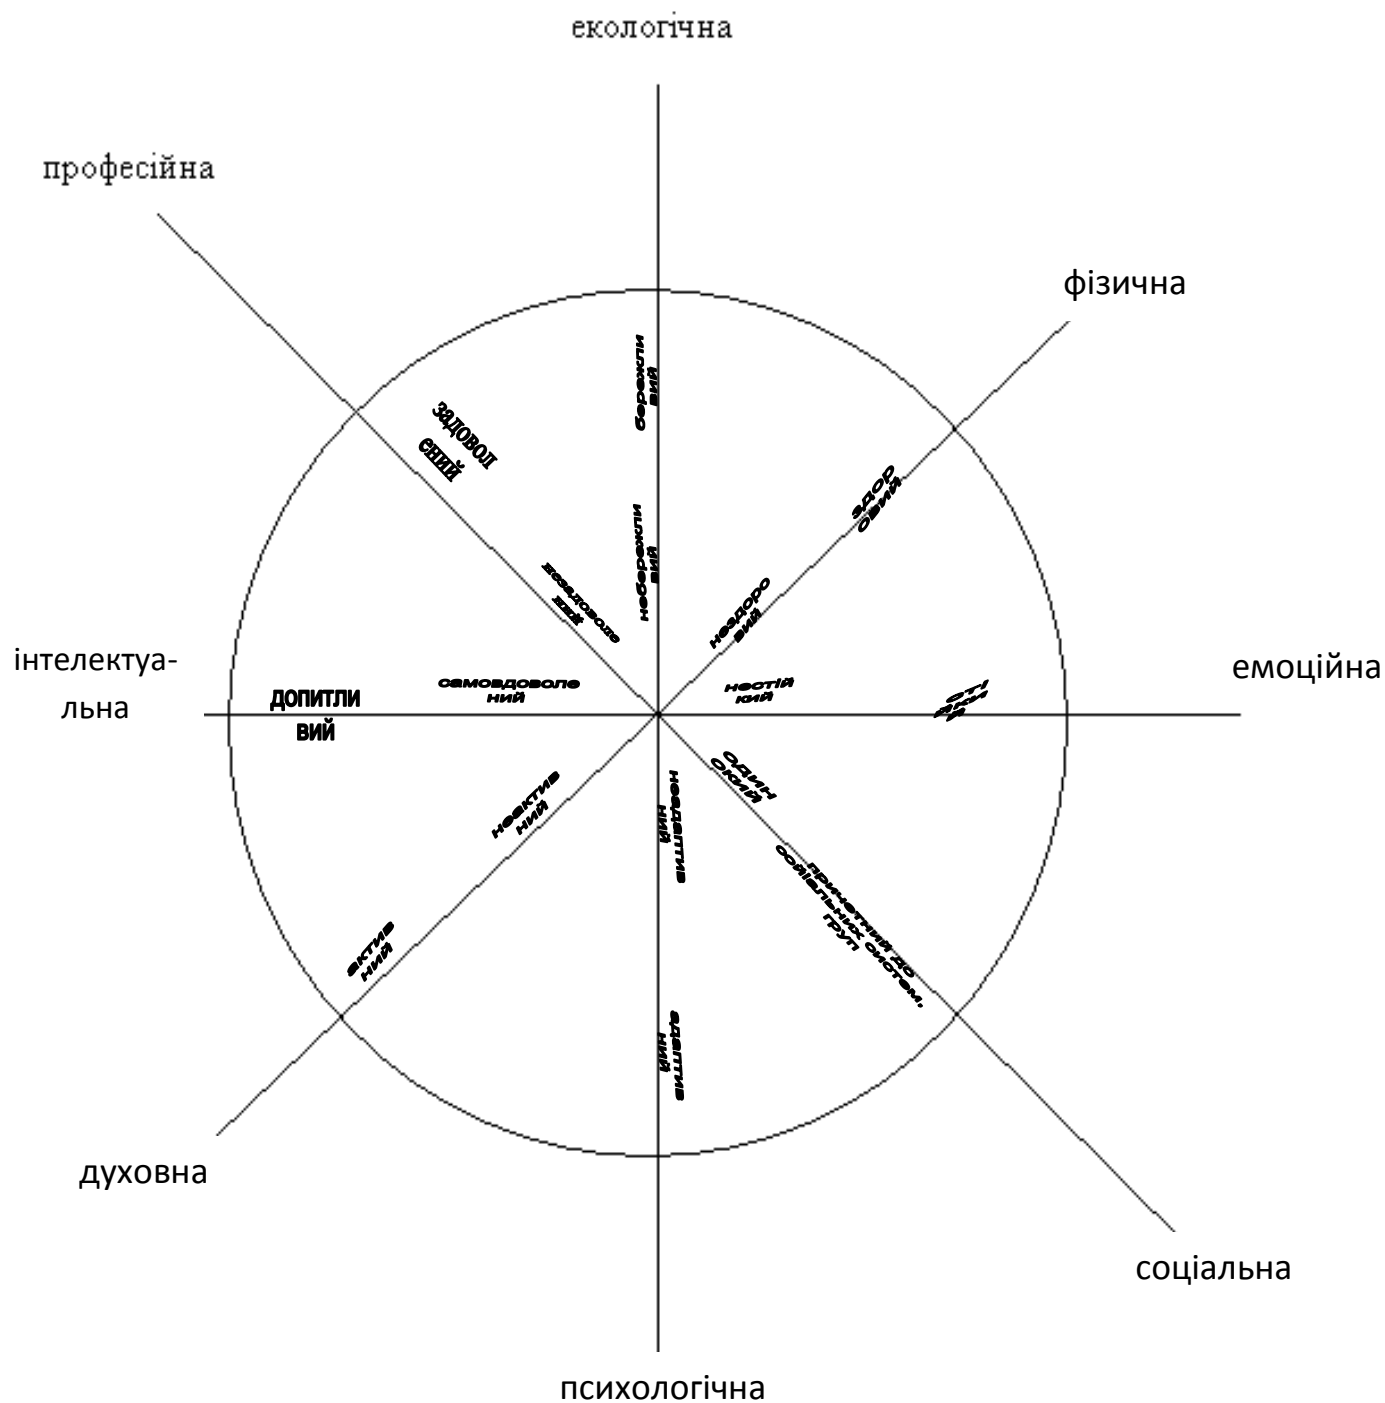 екологічна
професійна
фізична
бережли
вий
задовол
ений
здор
овий
небережли
вий
незадоволе
ний
нездоро
вий
інтелектуа-
льна
емоційна
самовдоволе
ний
допитли
вий
нестій
кий
сті
йки
й
один
окий
неактив
ний
неадаптив
ний
причетний до
соціальних систем,
груп
актив
ний
адаптив
ний
духовна
соціальна
психологічна